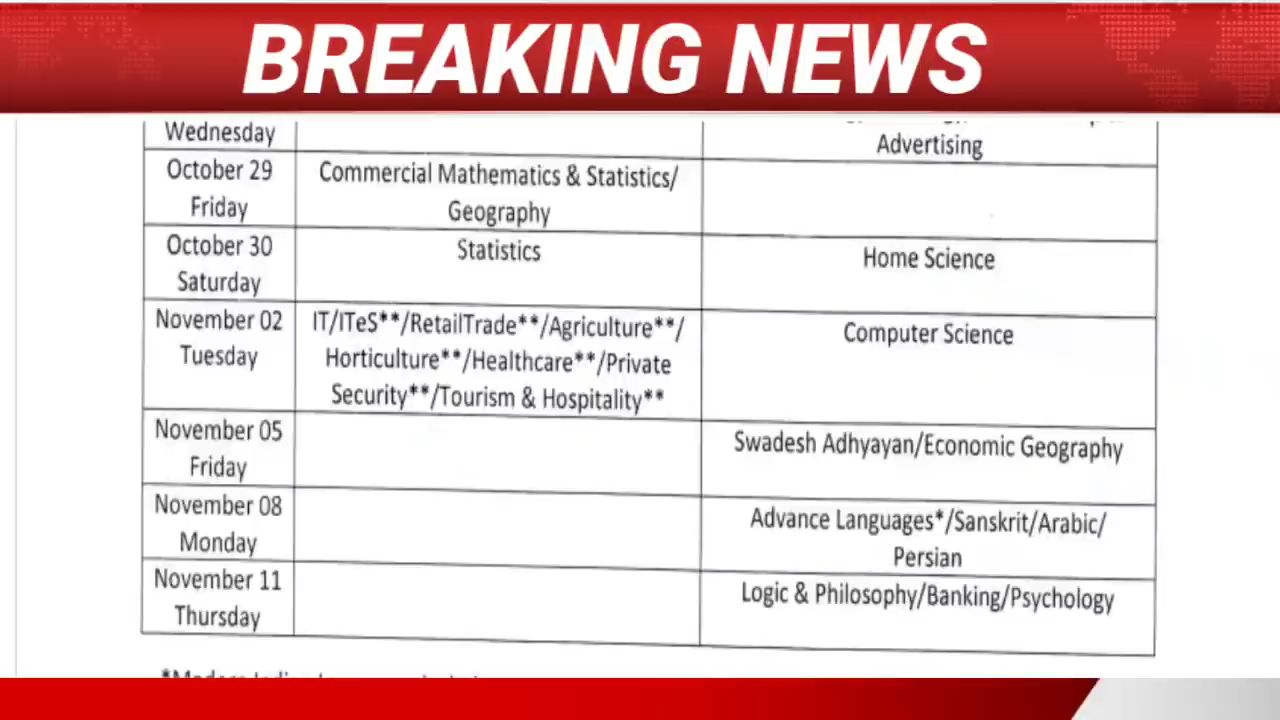 BREAKING NEWS
Wednesday
Advertising
October 29
Friday
Commercial Mathematics & Statistics/
Geography
October 30
Saturday
Statistics
Home Science
November 02
Tuesday
IT/ITeS**/RetailTrade**/Agriculture**/
Horticulture**/Healthcare**/Private
Security**/Tourism & Hospitality**
Computer Science
November 05
Friday
Swadesh Adhyayan/Economic Geography
November 08
Monday
Advance Languages*/Sanskrit/Arabic/
Persian
November 11
Thursday
Logic & Philosophy/Banking/Psychology